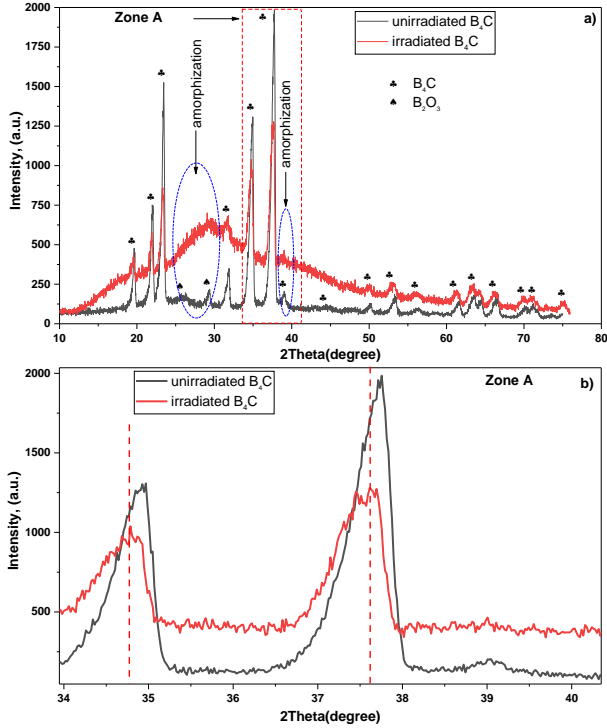 Zone A
a)
unirradiated B₄C
irradiated B₄C
♣ B₄C
♠ B₂O₃
amorphization
amorphization
♣ ♣ ♣ ♠ ♠ ♣ ♣ ♣ ♣ ♣ ♣ ♣ ♣ ♣ ♣ ♣ ♣ ♣ ♣
Intensity, (a.u.)
2000
1750
1500
1250
1000
750
500
250
0
10 20 30 40 50 60 70 80
2Theta(degree)
Zone A
b)
unirradiated B₄C
irradiated B₄C
Intensity, (a.u.)
2000
1500
1000
500
0
34 35 36 37 38 39 40
2Theta(degree)